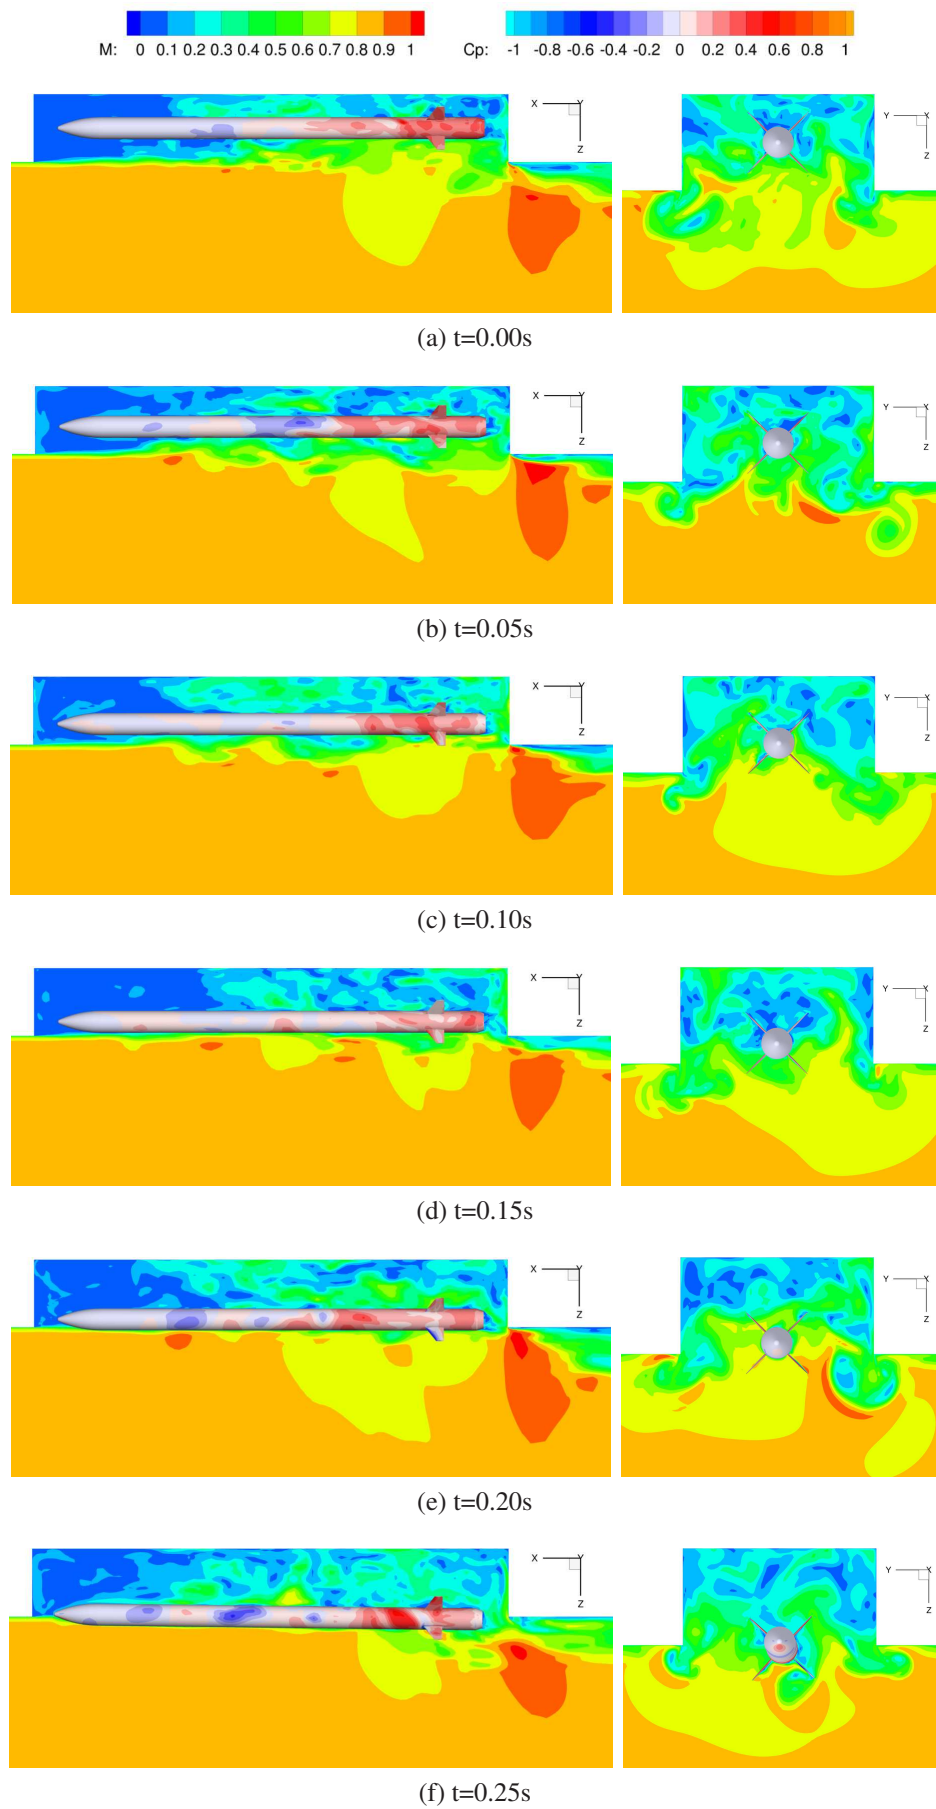 M: 0 0.1 0.2 0.3 0.4 0.5 0.6 0.7 0.8 0.9 1 Cp: -1 -0.8 -0.6 -0.4 -0.2 0 0.2 0.4 0.6 0.8 1
X Y Z Y X Z
(a) t=0.00s
X Y Z Y X Z
(b) t=0.05s
X Y Z Y X Z
(c) t=0.10s
X Y Z Y X Z
(d) t=0.15s
X Y Z Y X Z
(e) t=0.20s
X Y Z Y X Z
(f) t=0.25s